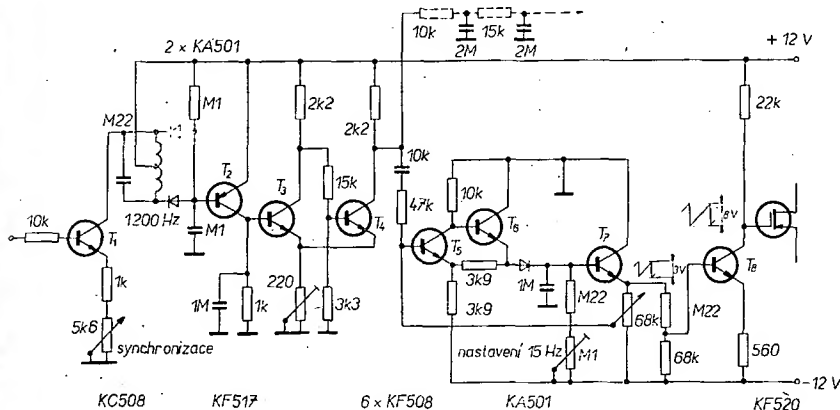 10k
15k
2M
2M
2 x KA501
+ 12 V
M1
2k2
2k2
22k
M22
10k
T2
T3
15k
10k
T6
8V
1200 Hz
47k
T4
T5
T7
10k
T1
M1
3k9
1M
3V
T8
1k
1M
1k
220
3k3
3k9
M22
68k
M22
5k6
synchronizace
nastavení 15 Hz
M1
68k
560
-12 V
KC508
KF517
6 x KF508
KA501
KF520